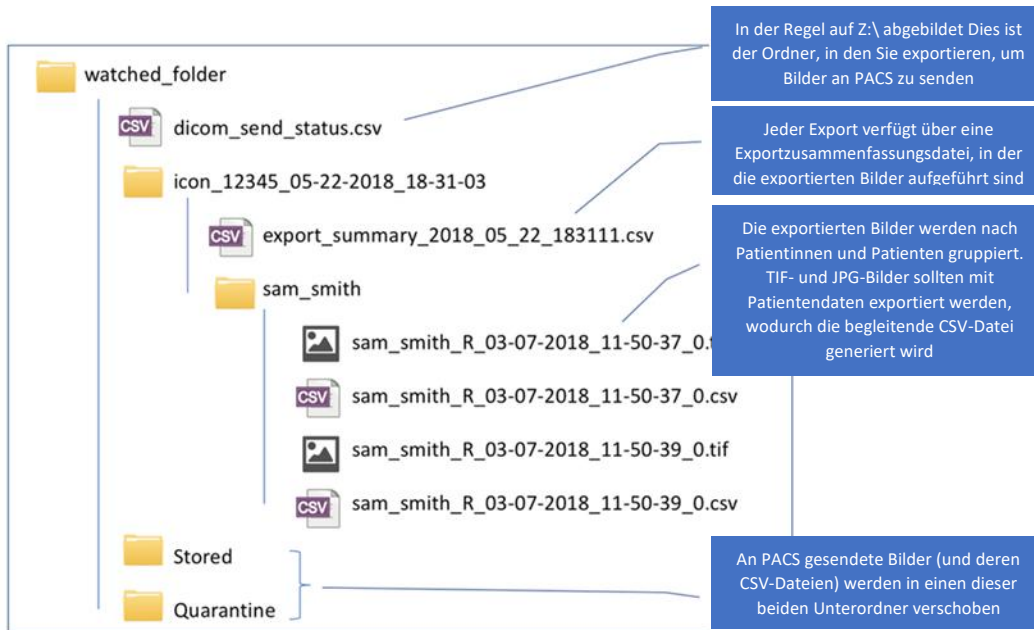 In der Regel auf Z:\ abgebildet Dies ist
der Ordner, in den Sie exportieren, um
Bilder an PACS zu senden
watched_folder
CSV
dicom_send_status.csv
Jeder Export verfügt über eine
Exportzusammenfassungsdatei, in der
die exportierten Bilder aufgeführt sind
icon_12345_05-22-2018_18-31-03
CSV
export_summary_2018_05_22_183111.csv
Die exportierten Bilder werden nach
Patientinnen und Patienten gruppiert.
TIF- und JPG-Bilder sollten mit
Patientendaten exportiert werden,
wodurch die begleitende CSV-Datei
generiert wird
sam_smith
sam_smith_R_03-07-2018_11-50-37_0.t
CSV
sam_smith_R_03-07-2018_11-50-37_0.csv
sam_smith_R_03-07-2018_11-50-39_0.tif
CSV
sam_smith_R_03-07-2018_11-50-39_0.csv
Stored
Quarantine
An PACS gesendete Bilder (und deren
CSV-Dateien) werden in einen dieser
beiden Unterordner verschoben